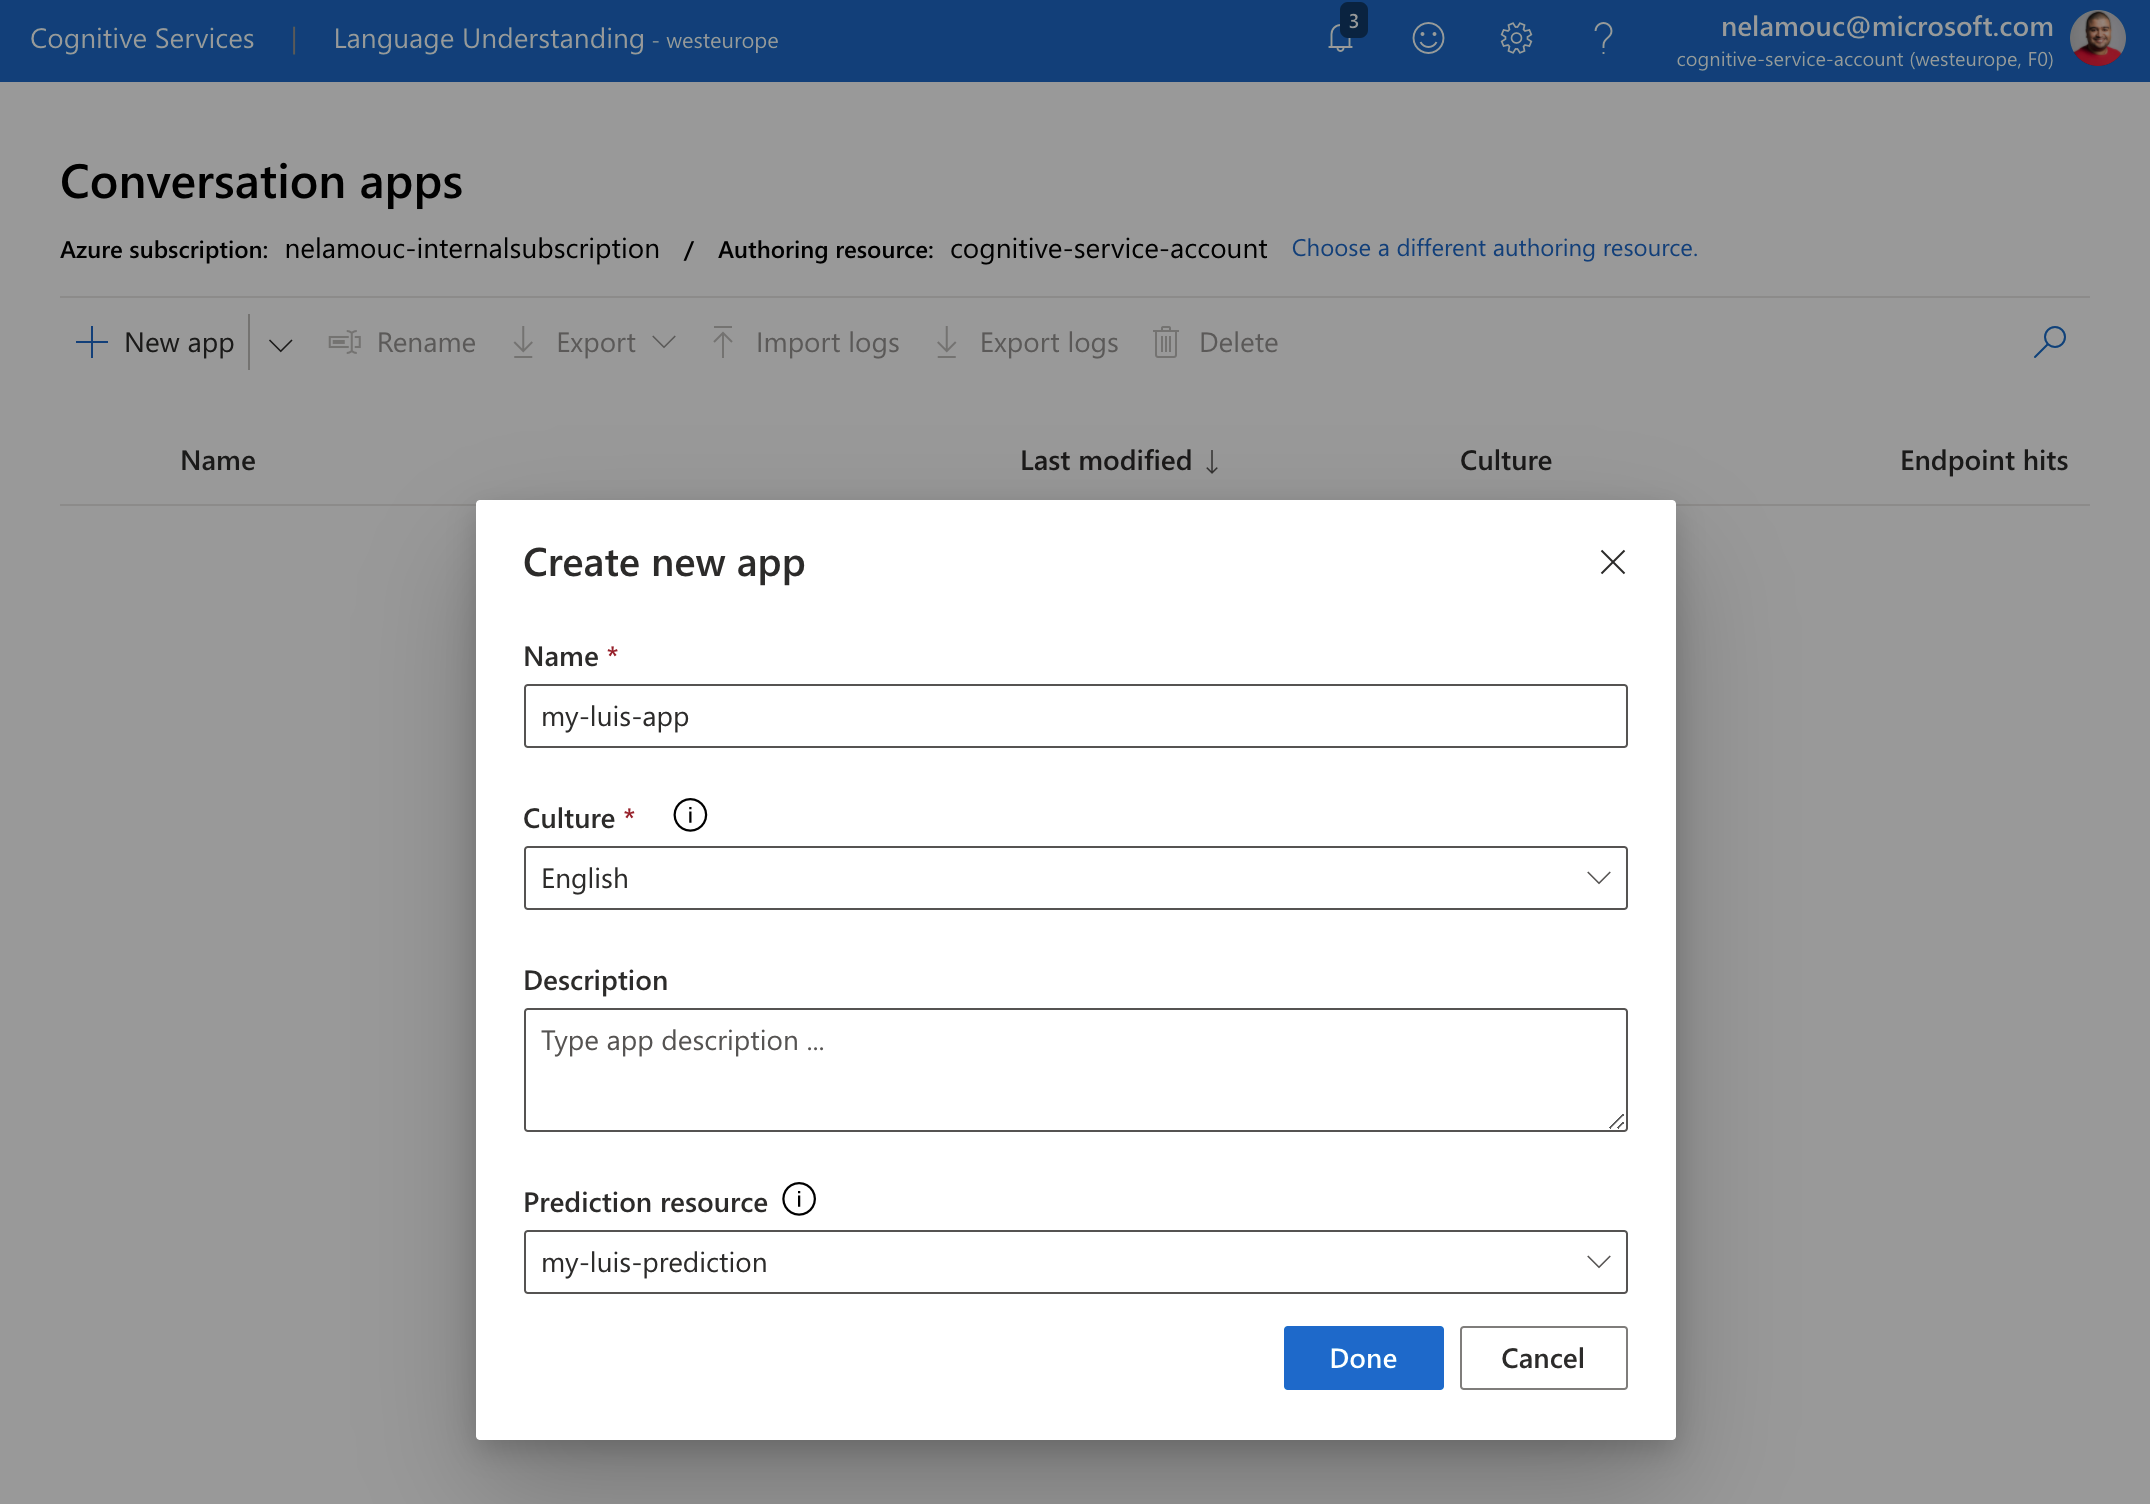 Cognitive Services | Language Understanding - westeurope 3 nelamouc@microsoft.com
cognitive-service-account (westeurope, F0)
Conversation apps
Azure subscription: nelamouc-internalsubscription / Authoring resource: cognitive-service-account Choose a different authoring resource.
New app Rename Export Import logs Export logs Delete
Name Last modified ↓ Culture Endpoint hits
Create new app
Name *
my-luis-app
Culture *
English
Description
Type app description ...
Prediction resource
my-luis-prediction
Done Cancel